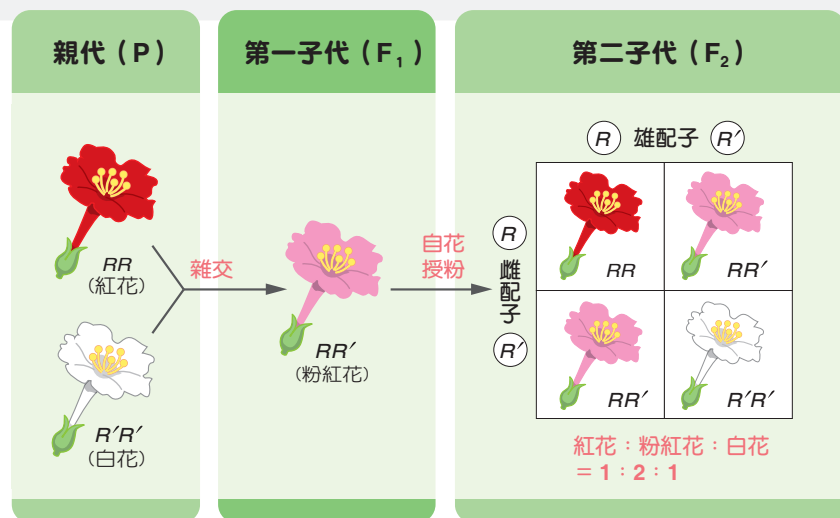 親代（P）
第一子代（F₁）
第二子代（F₂）
RR
（紅花）
R′R′
（白花）
雜交
RR′
（粉紅花）
自花
授粉
R 雄配子 R′
R
雌配子
R′
RR
RR′
RR′
R′R′
紅花：粉紅花：白花
＝1：2：1